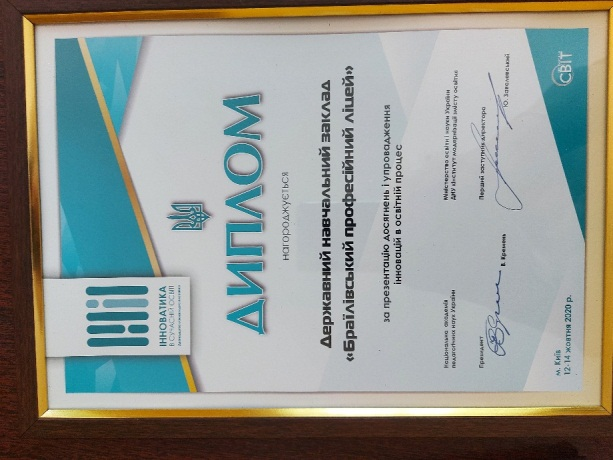 ІННОВАТИКА
В СУЧАСНІЙ ОСВІТІ
ДИПЛОМ
нагороджується
Державний навчальний заклад
«Браїлівський професійний ліцей»
за презентацію досягнень і упровадження
інновацій в освітній процес
Національна академія
педагогічних наук України
Президент
В. Кремень
Міністерство освіти і науки України
ДНУ «Інститут модернізації змісту освіти»
Перший заступник директора
Ю. Завалевський
м. Київ
12-14 жовтня 2020 р.
СВІТ